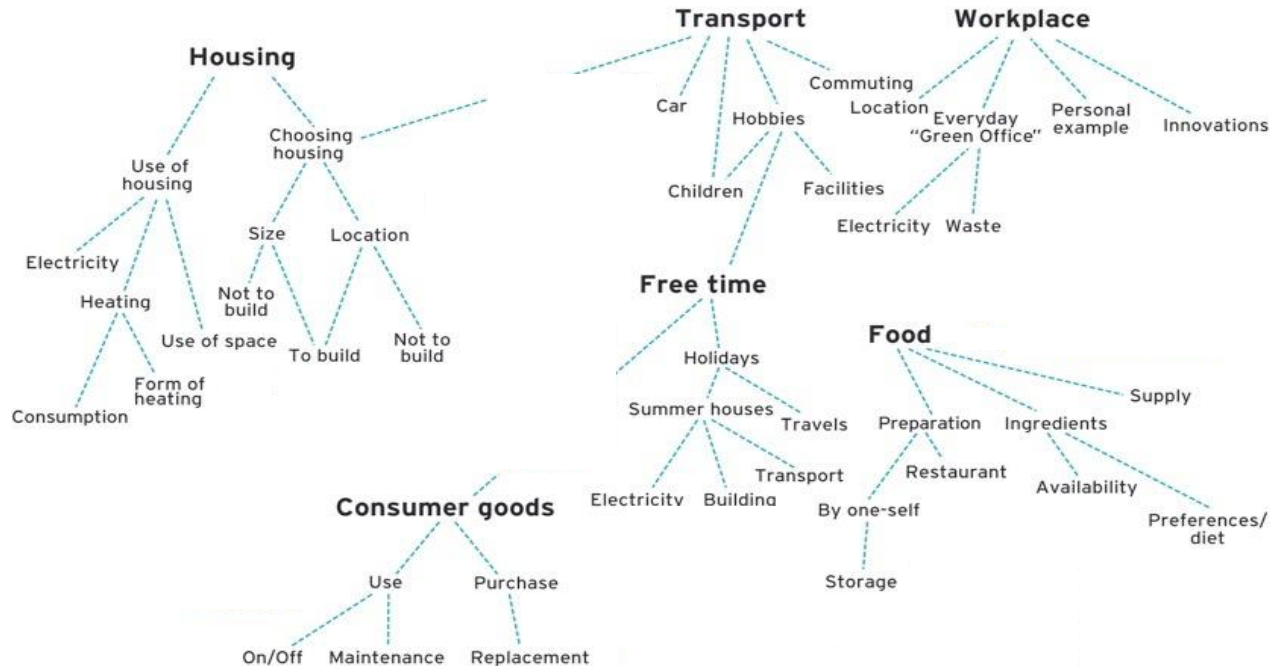 Transport
Workplace
Housing
Commuting
Car
Location
Hobbies
Everyday
"Green Office"
Personal
example
Innovations
Choosing
housing
Use of
housing
Children
Facilities
Electricity
Waste
Size
Location
Electricity
Heating
Not to
build
Use of space
To build
Not to
build
Form of
heating
Consumption
Free time
Holidays
Summer houses
Travels
Transport
Electricity
Building
Food
Supply
Preparation
Ingredients
Restaurant
Availability
By one-self
Preferences/
diet
Storage
Consumer goods
Use
Purchase
On/Off
Maintenance
Replacement